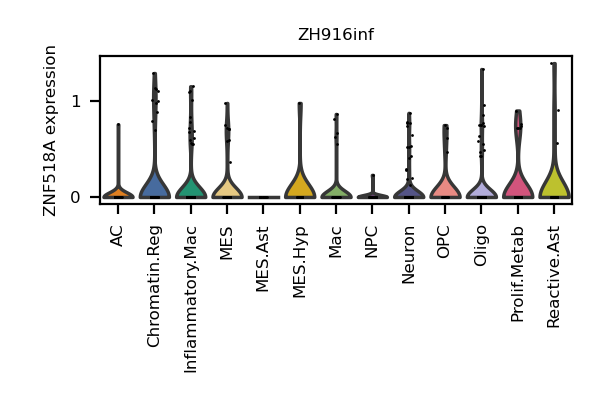 ZH916inf
ZNF518A expression
1
0
AC
Chromatin.Reg
Inflammatory.Mac
MES
MES.Ast
MES.Hyp
Mac
NPC
Neuron
OPC
Oligo
Prolif.Metab
Reactive.Ast